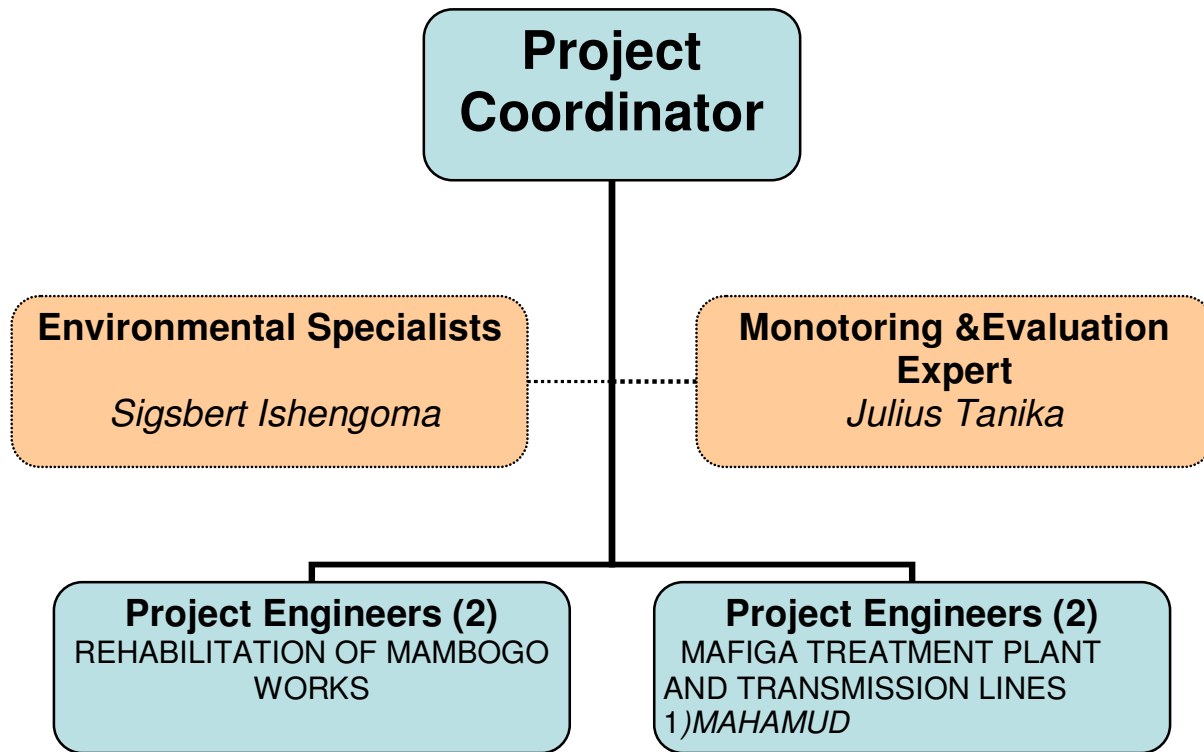 Project
Coordinator
Environmental Specialists
Sigsbert Ishengoma
Monotoring &Evaluation
Expert
Julius Tanika
Project Engineers (2)
REHABILITATION OF MAMBOGO
WORKS
Project Engineers (2)
MAFIGA TREATMENT PLANT
AND TRANSMISSION LINES
1)MAHAMUD